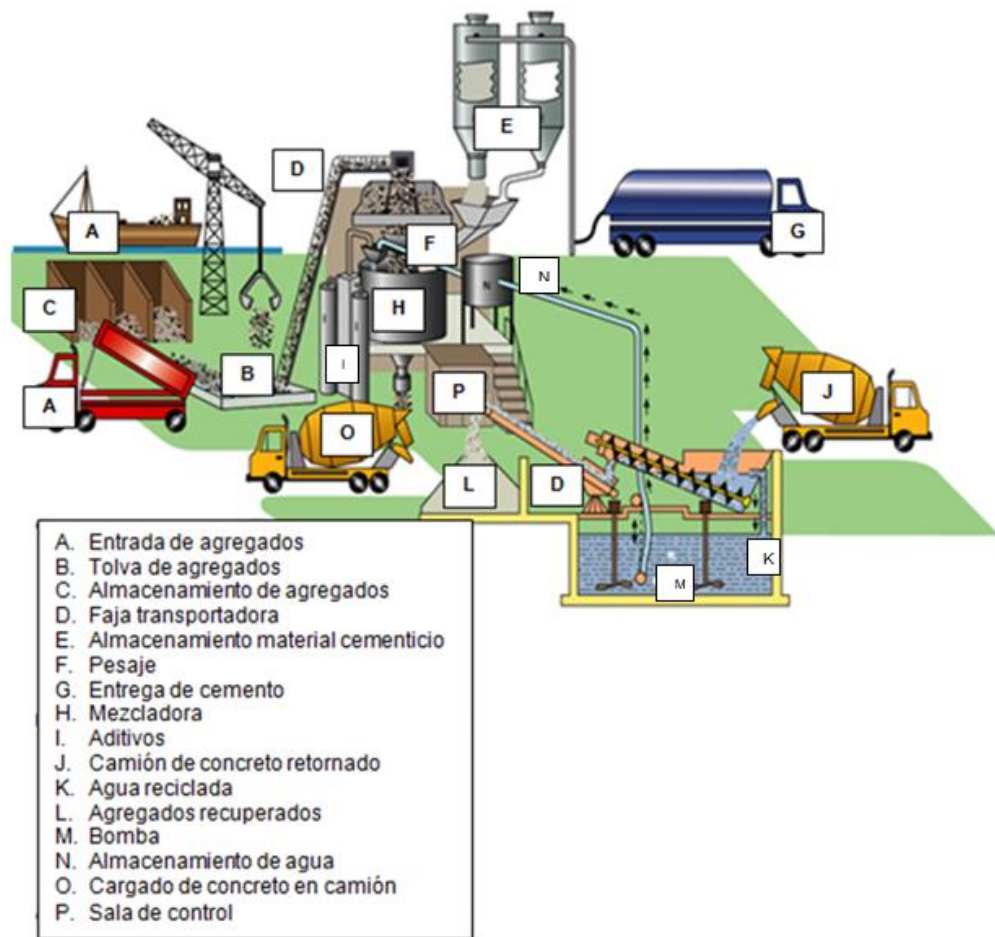 E
D
A
F
G
N
N
C
H
B
I
A
P
J
O
L
D
K
M
A. Entrada de agregados
B. Tolva de agregados
C. Almacenamiento de agregados
D. Faja transportadora
E. Almacenamiento material cementicio
F. Pesaje
G. Entrega de cemento
H. Mezcladora
I. Aditivos
J. Camión de concreto retornado
K. Agua reciclada
L. Agregados recuperados
M. Bomba
N. Almacenamiento de agua
O. Cargado de concreto en camión
P. Sala de control